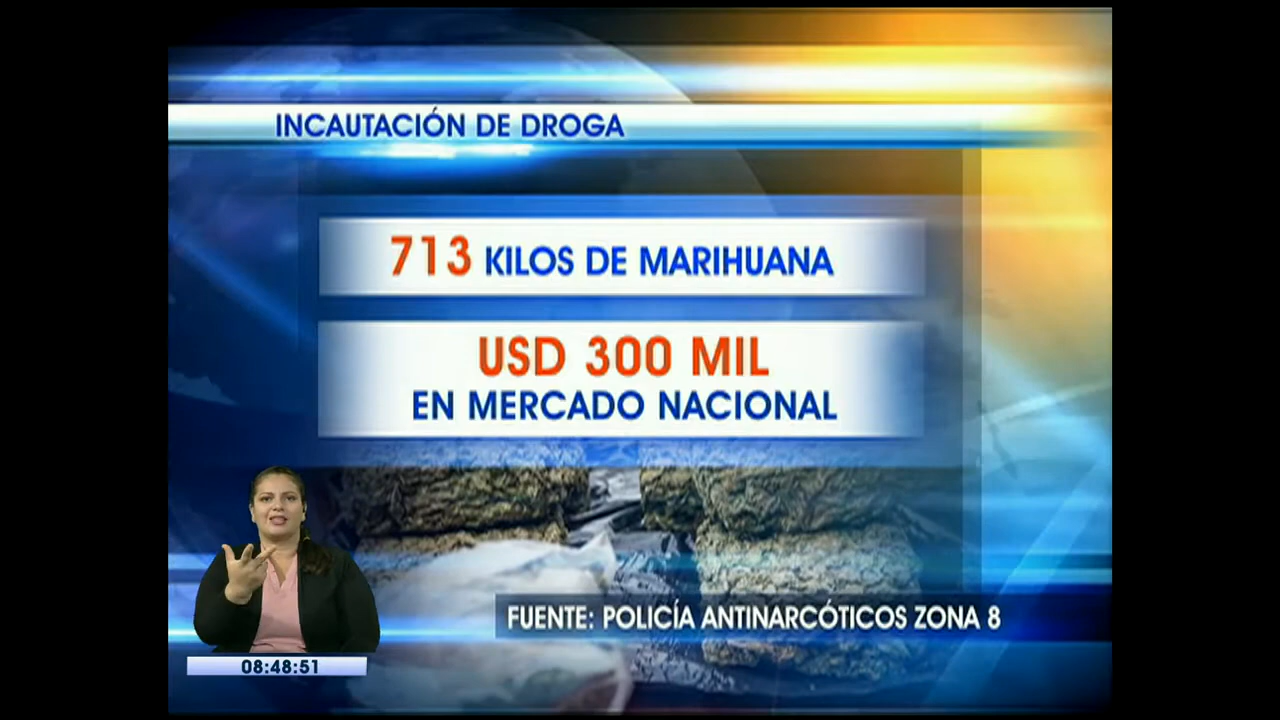 INCAUTACIÓN DE DROGA
713 KILOS DE MARIHUANA
USD 300 MIL
EN MERCADO NACIONAL
FUENTE: POLICÍA ANTINARCÓTICOS ZONA 8
08:48:51